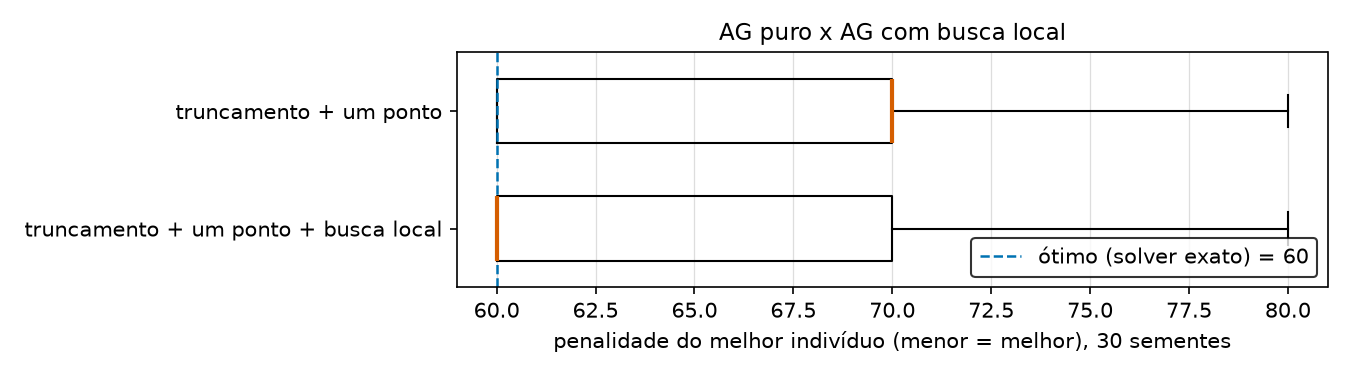 AG puro x AG com busca local
truncamento + um ponto
truncamento + um ponto + busca local
ótimo (solver exato) = 60
60.0 62.5 65.0 67.5 70.0 72.5 75.0 77.5 80.0
penalidade do melhor indivíduo (menor = melhor), 30 sementes